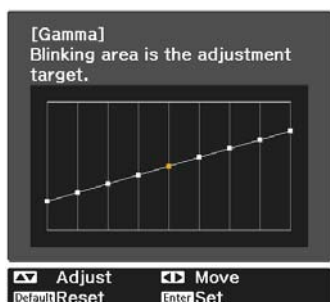 [Gamma]
Blinking area is the adjustment
target.
Adjust Move
Default Reset Enter Set